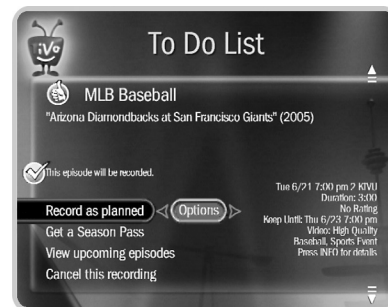 TiVo
To Do List
MLB Baseball
"Arizona Diamondbacks at San Francisco Giants" (2005)
This episode will be recorded.
Record as planned
Options
Get a Season Pass
View upcoming episodes
Cancel this recording
Tue 6/21 7:00 pm 2 KTVU
Duration: 3:00
No Rating
Keep Until: Thu 6/23 7:00 pm
Video: High Quality
Baseball, Sports Event
Press INFO for details